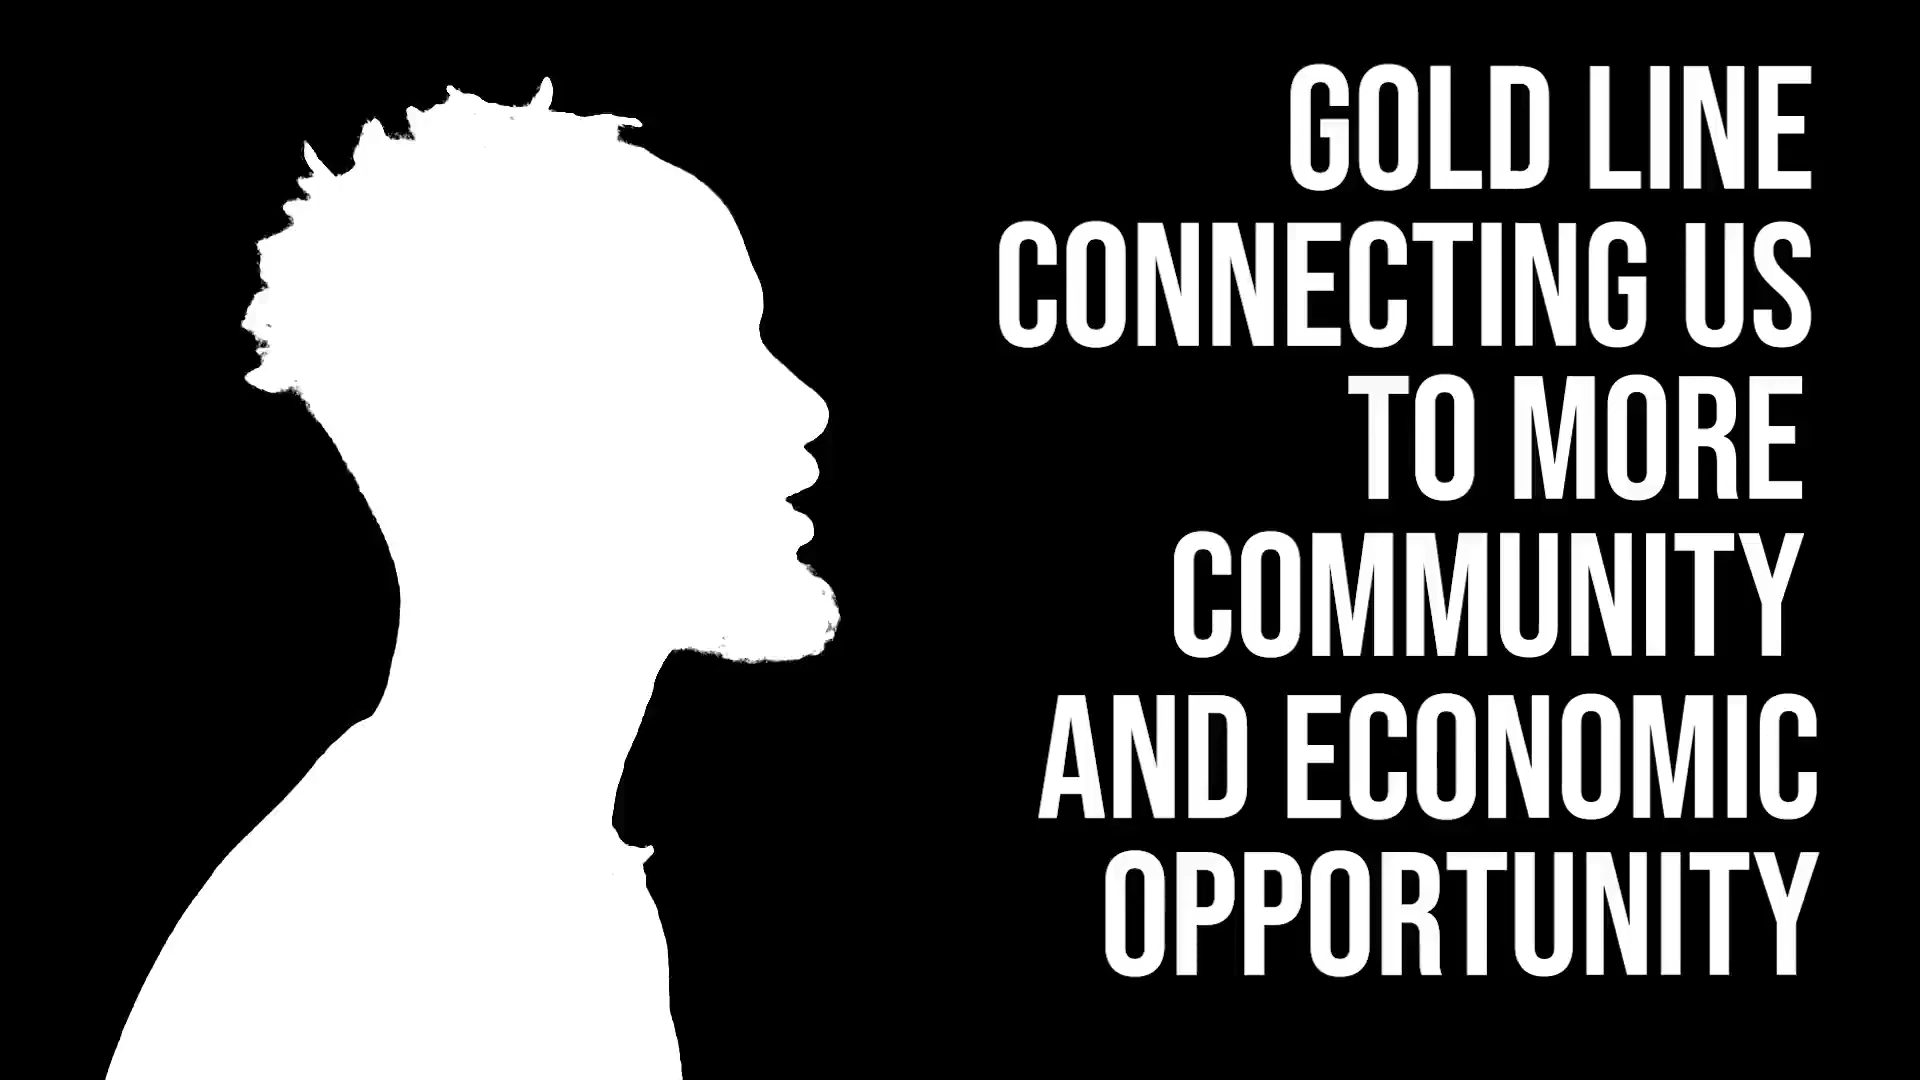 GOLD LINE
CONNECTING US
TO MORE
COMMUNITY
AND ECONOMIC
OPPORTUNITY